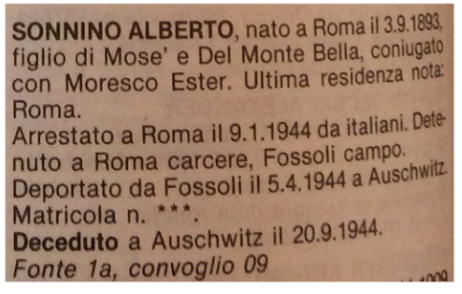 SONNINO ALBERTO, nato a Roma il 3.9.1893,
figlio di Mose' e Del Monte Bella, coniugato
con Moresco Ester. Ultima residenza nota:
Roma.
Arrestato a Roma il 9.1.1944 da italiani. Dete-
nuto a Roma carcere, Fossoli campo.
Deportato da Fossoli il 5.4.1944 a Auschwitz.
Matricola n. ***.
Deceduto a Auschwitz il 20.9.1944.
Fonte 1a, convoglio 09